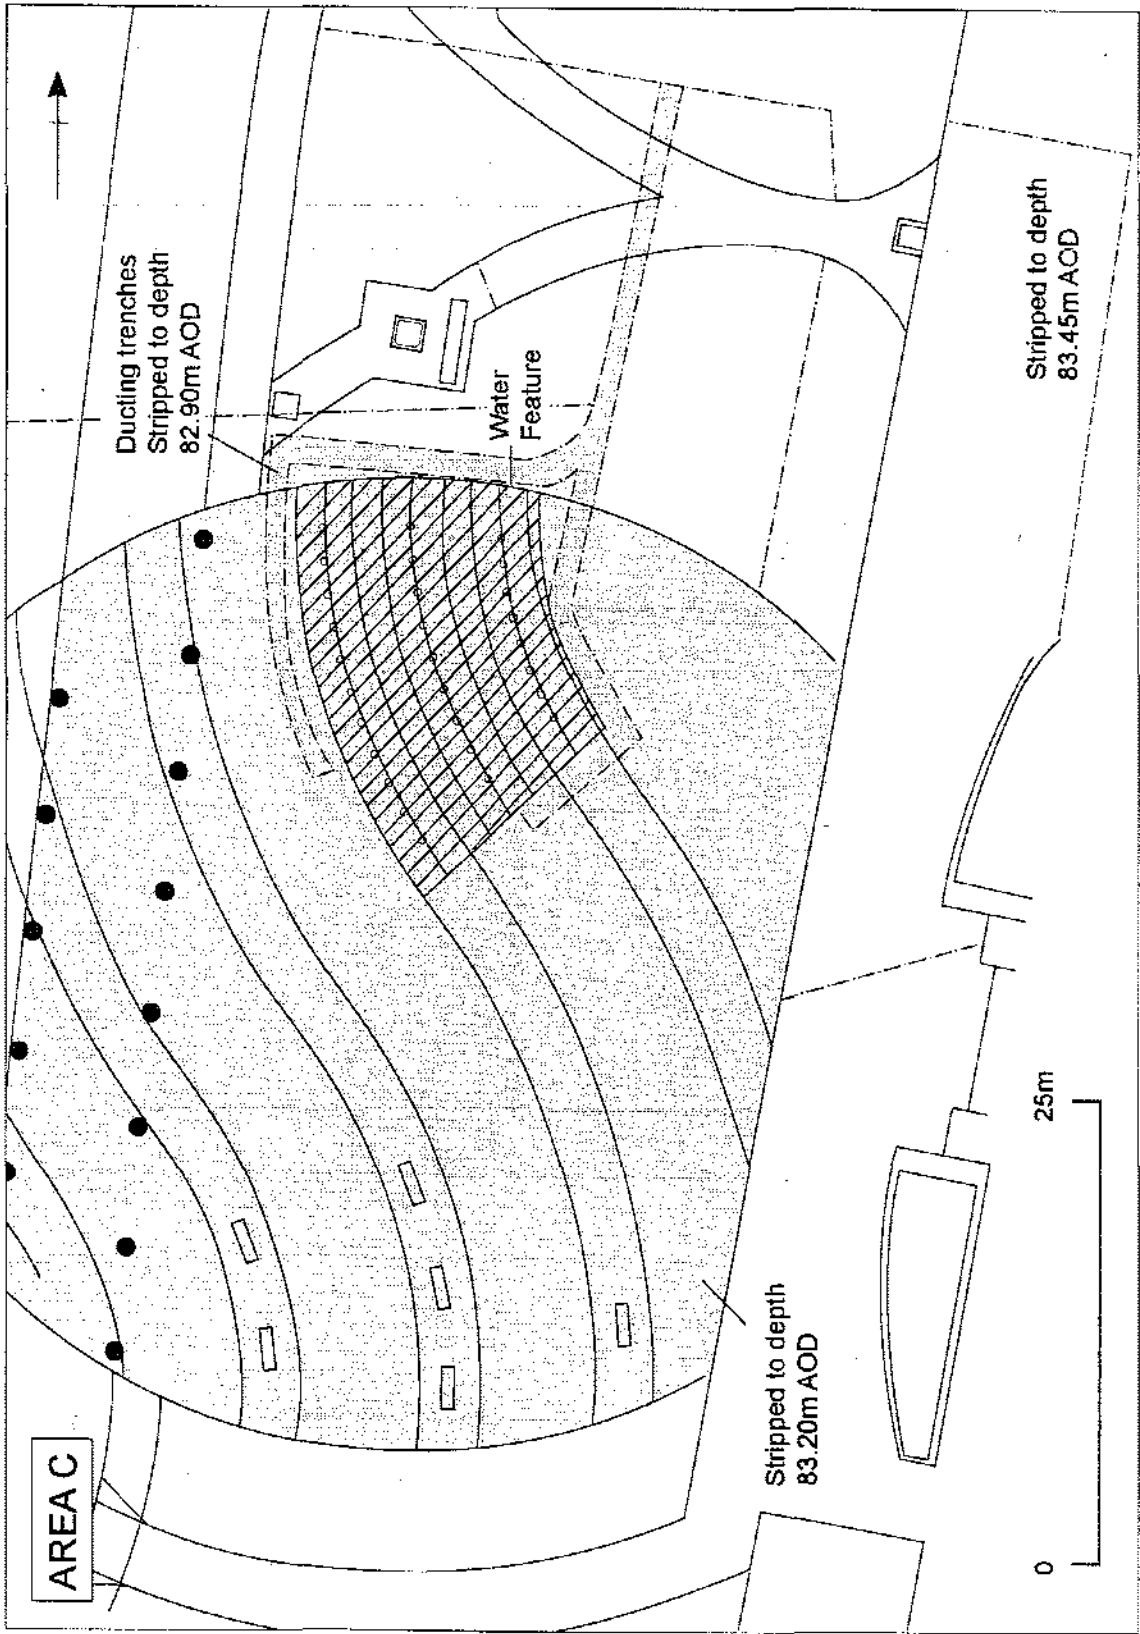 AREA C
Ducting trenches
Stripped to depth
82.90m AOD
Water
Feature
Stripped to depth
83.20m AOD
Stripped to depth
83.45m AOD
0
25m